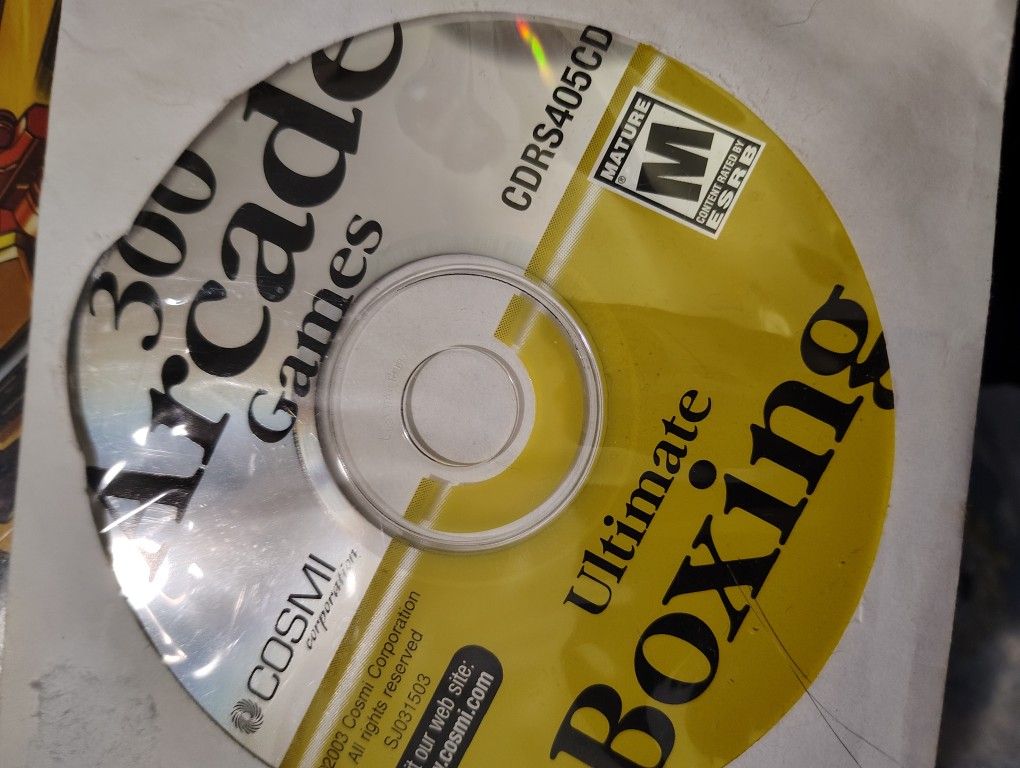 300
Arcade
Games
CDRS405CD
COSMI
corporation
MATURE
M
®
CONTENT RATED BY
ESRB
Ultimate
Boxing
2003 Cosmi Corporation
All rights reserved
SJ031503
it our web site:
.cosmi.com